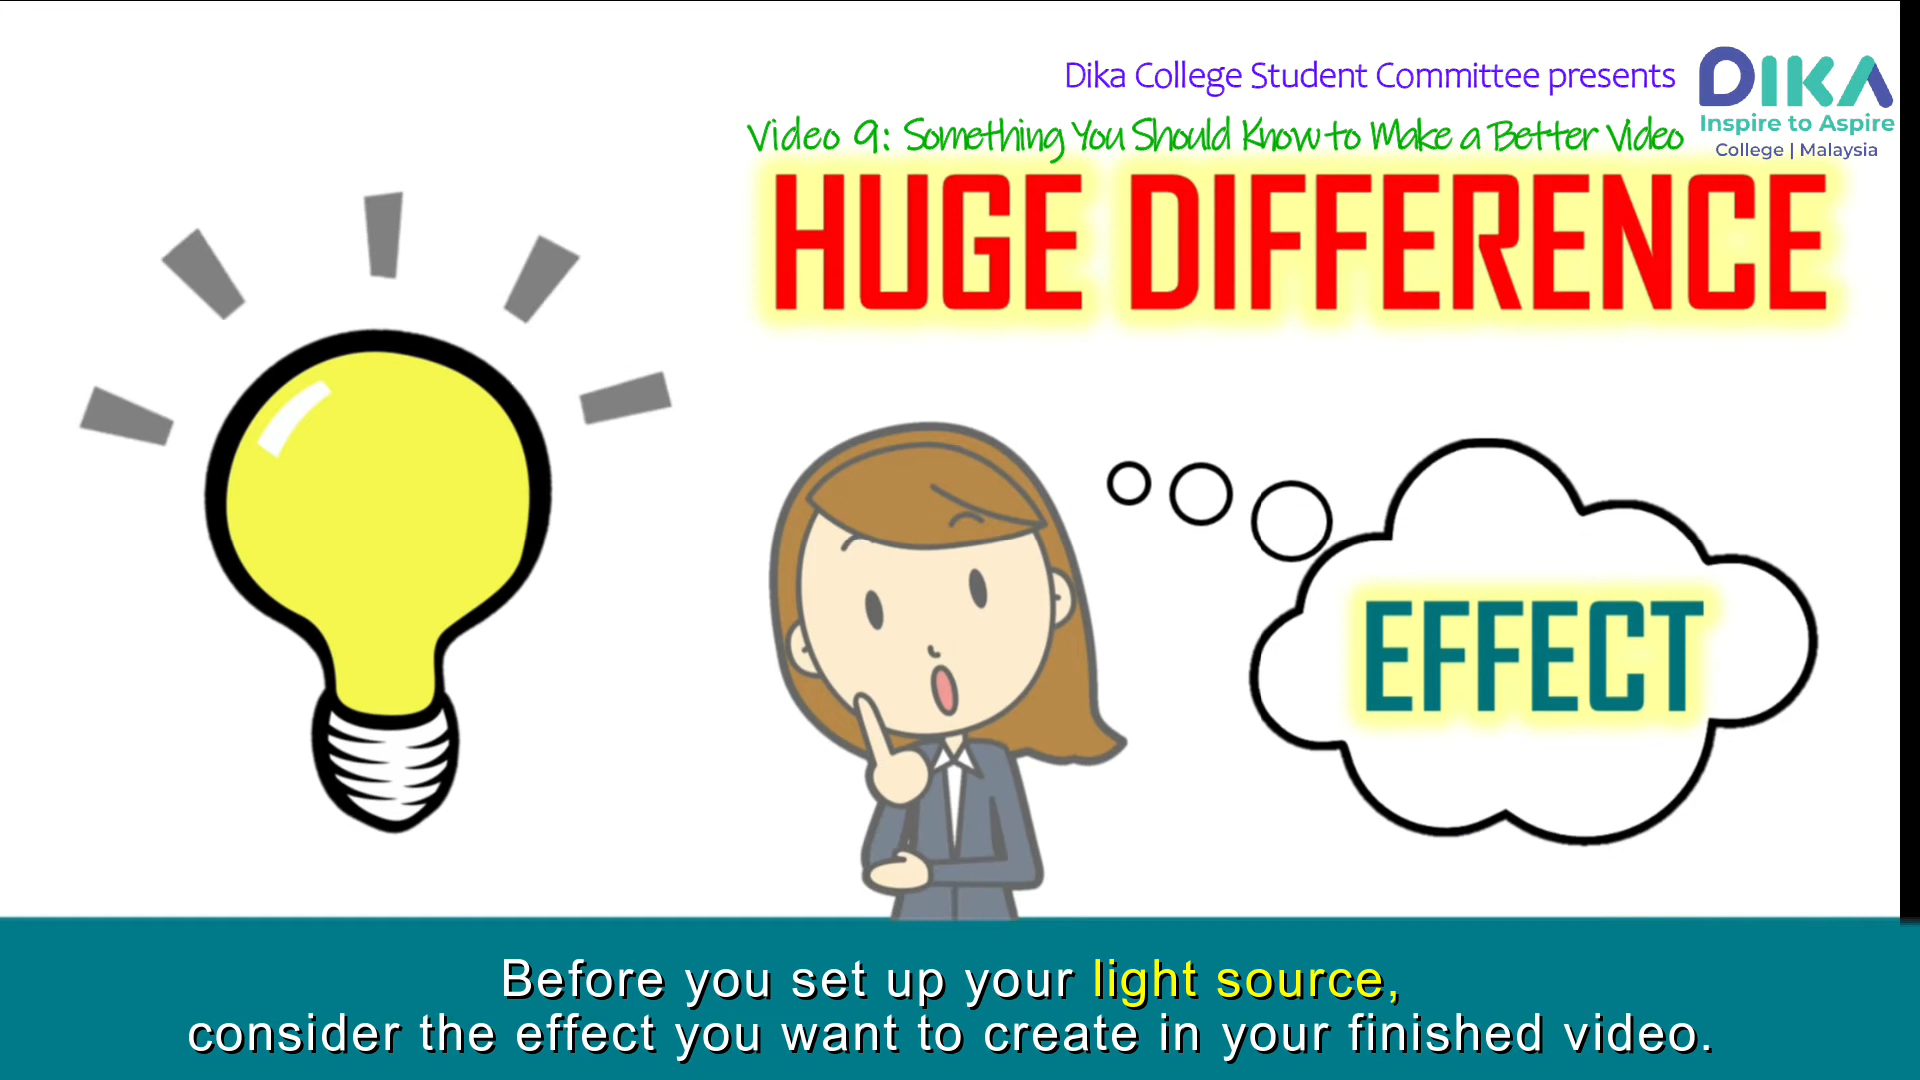 Dika College Student Committee presents
DIKA
Inspire to Aspire
College | Malaysia
Video 9: Something You Should Know to Make a Better Video
HUGE DIFFERENCE
EFFECT
Before you set up your light source,
consider the effect you want to create in your finished video.